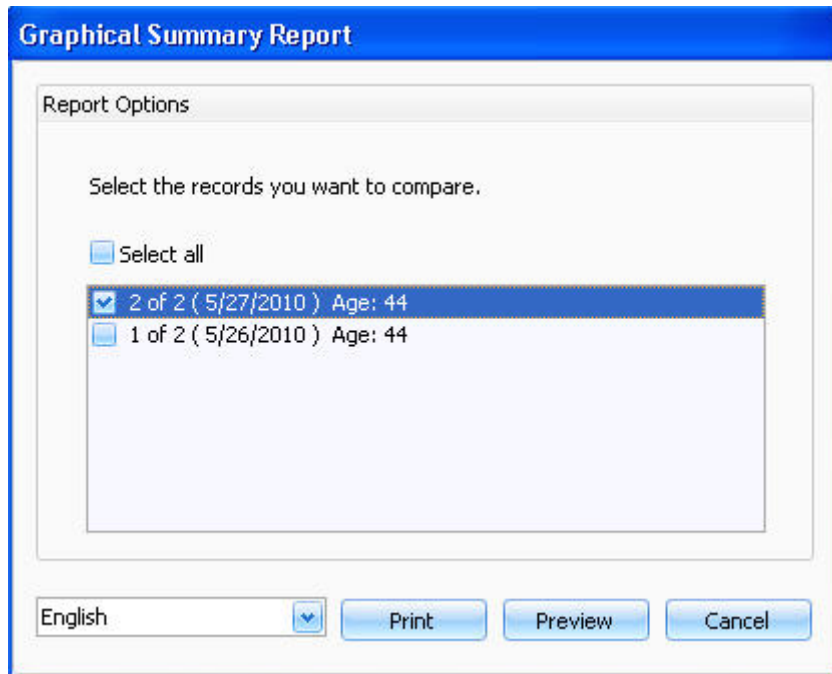 Graphical Summary Report
Report Options
Select the records you want to compare.
Select all
2 of 2 ( 5/27/2010 ) Age: 44
1 of 2 ( 5/26/2010 ) Age: 44
English
Print
Preview
Cancel